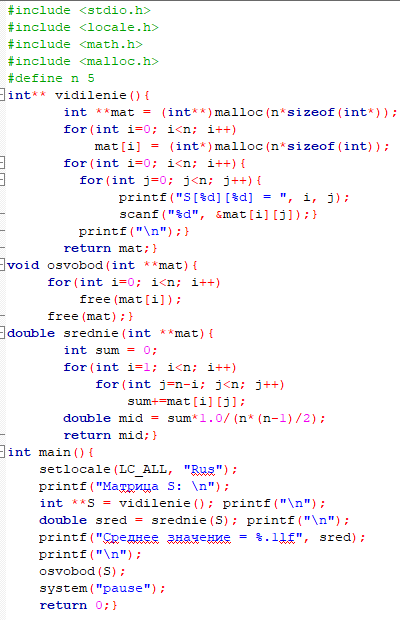 #include <stdio.h>
#include <locale.h>
#include <math.h>
#include <malloc.h>
#define n 5
int** vidilenie(){
int **mat = (int**)malloc(n*sizeof(int*));
for(int i=0; i<n; i++)
mat[i] = (int*)malloc(n*sizeof(int));
for(int i=0; i<n; i++){
for(int j=0; j<n; j++){
printf("S[%d][%d] = ", i, j);
scanf("%d", &mat[i][j]);}
printf("\n");}
return mat;}
void osvobod(int **mat){
for(int i=0; i<n; i++)
free(mat[i]);
free(mat);}
double srednie(int **mat){
int sum = 0;
for(int i=1; i<n; i++)
for(int j=n-i; j<n; j++)
sum+=mat[i][j];
double mid = sum*1.0/(n*(n-1)/2);
return mid;}
int main(){
setlocale(LC_ALL, "Rus");
printf("Матрица S: \n");
int **S = vidilenie(); printf("\n");
double sred = srednie(S); printf("\n");
printf("Среднее значение = %.1lf", sred);
printf("\n");
osvobod(S);
system("pause");
return 0;}